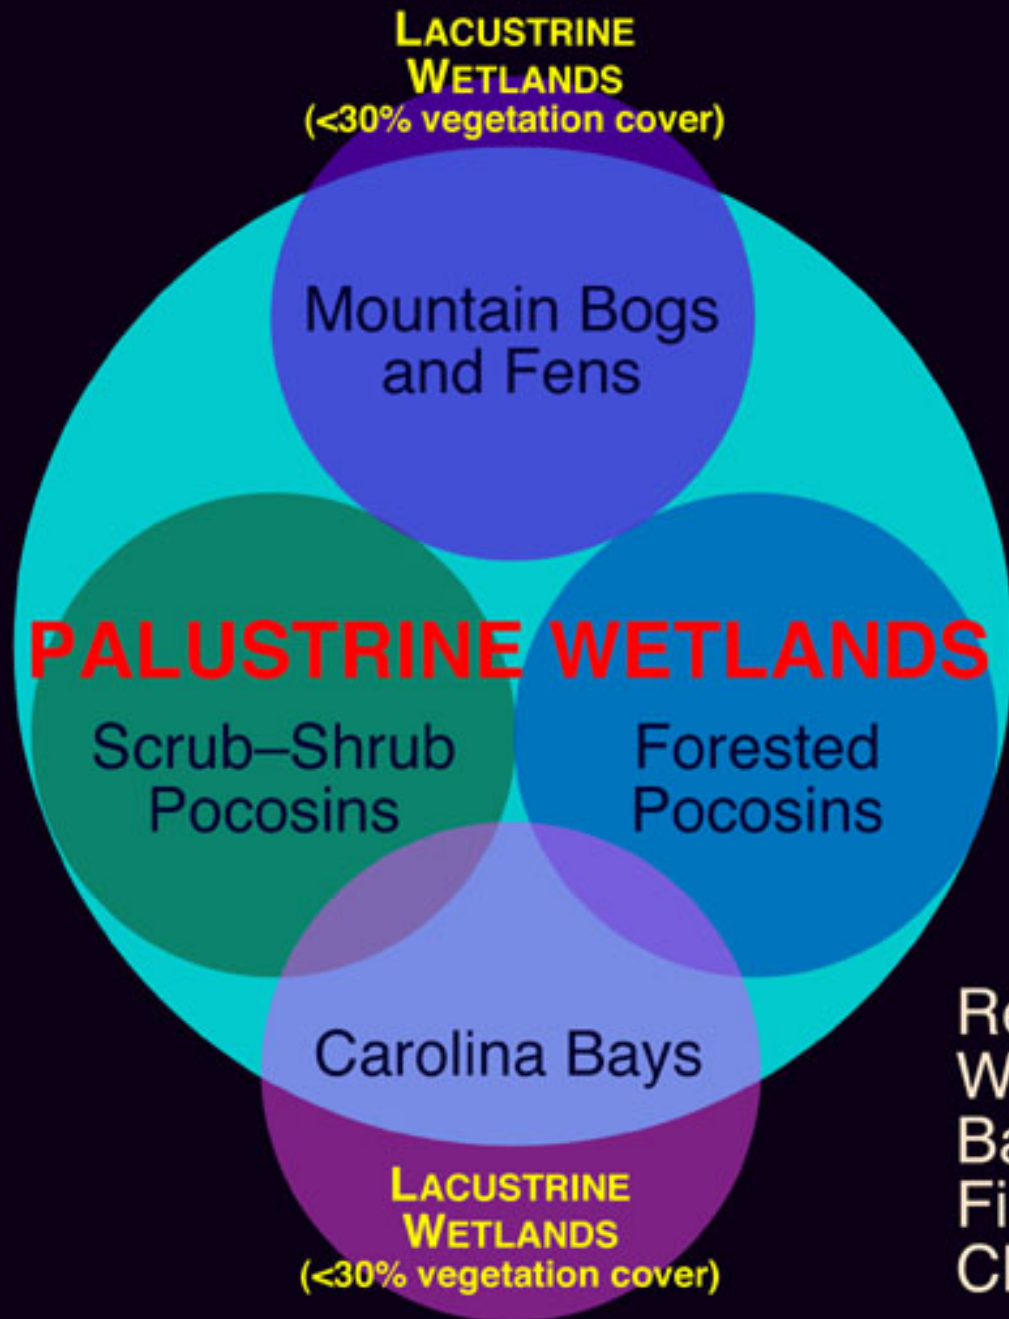 LACUSTRINE
WETLANDS
(<30% vegetation cover)
Mountain Bogs
and Fens
PALUSTRINE WETLANDS
Scrub–Shrub
Pocosins
Forested
Pocosins
Carolina Bays
LACUSTRINE
WETLANDS
(<30% vegetation cover)